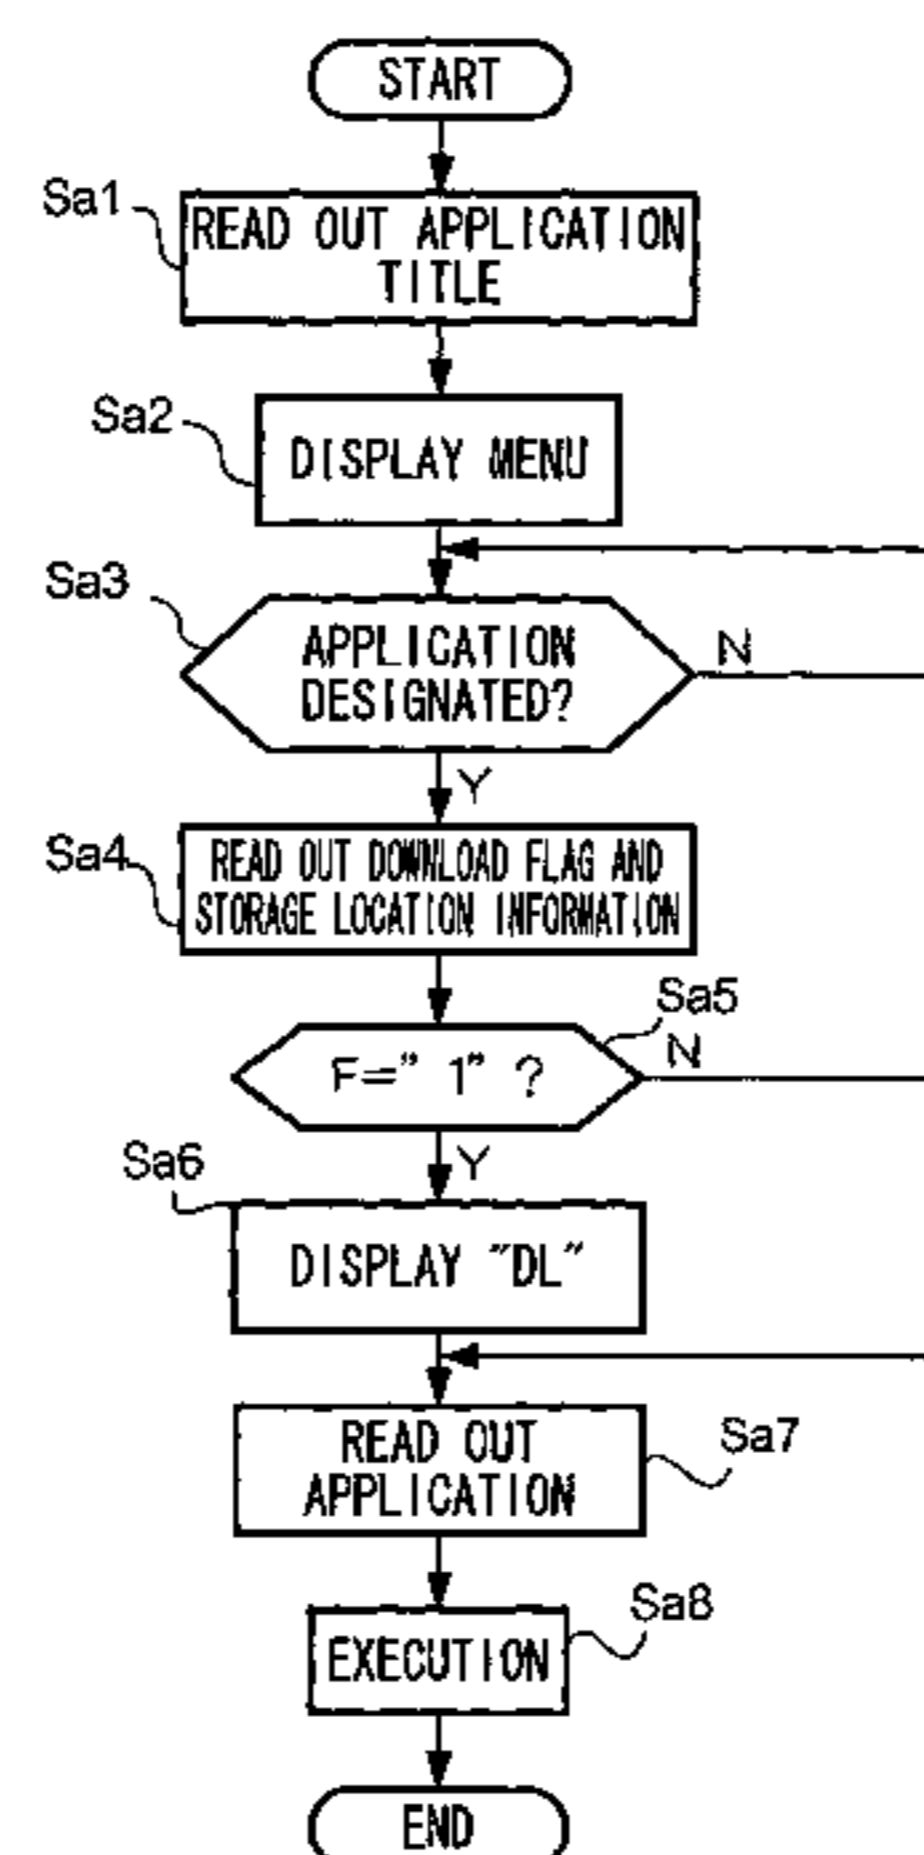 START
Sa1
READ OUT APPLICATION
TITLE
Sa2
DISPLAY MENU
Sa3
APPLICATION
DESIGNATED?
N
Y
Sa4
READ OUT DOWNLOAD FLAG AND
STORAGE LOCATION INFORMATION
Sa5
F=" 1" ?
N
Y
Sa6
DISPLAY "DL"
READ OUT
APPLICATION
Sa7
Sa8
EXECUTION
END